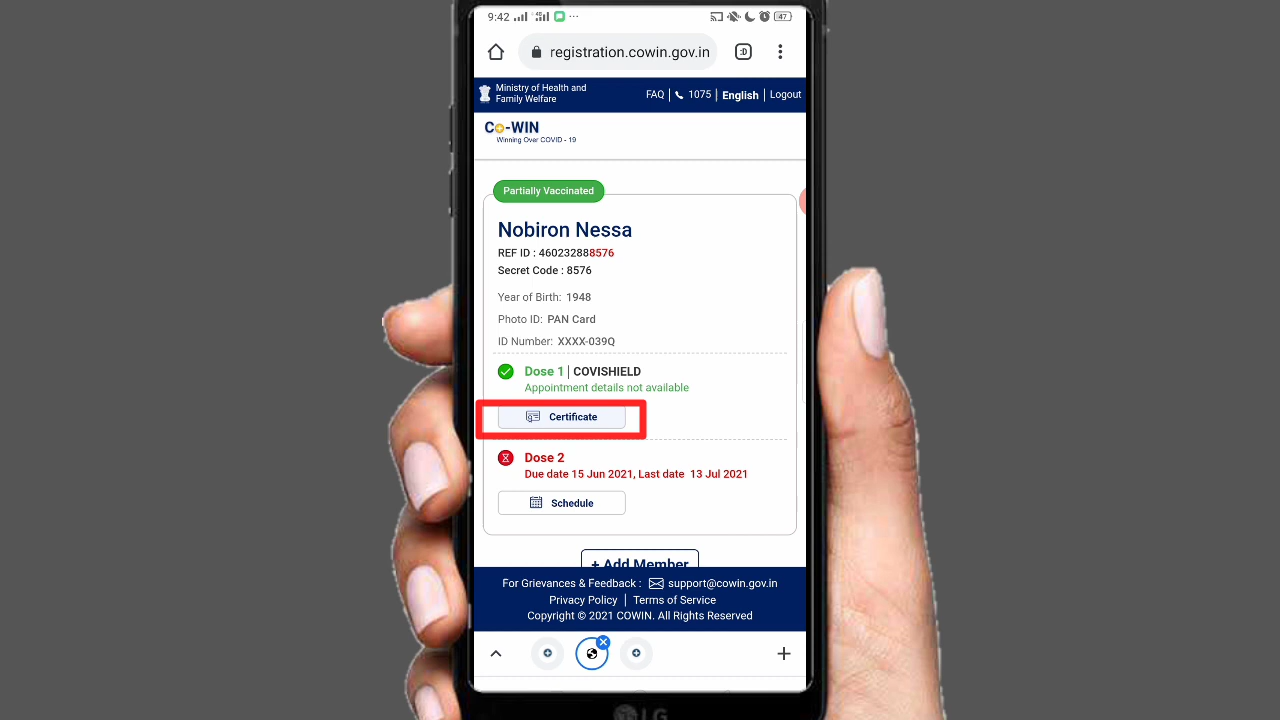 9:42
47
registration.cowin.gov.in
:D
Ministry of Health and
Family Welfare
FAQ | 1075 | English | Logout
Co-WIN
Winning Over COVID - 19
Partially Vaccinated
Nobiron Nessa
REF ID : 460232888576
Secret Code : 8576
Year of Birth: 1948
Photo ID: PAN Card
ID Number: XXXX-039Q
Dose 1 | COVISHIELD
Appointment details not available
Certificate
Dose 2
Due date 15 Jun 2021, Last date 13 Jul 2021
Schedule
+ Add Member
For Grievances & Feedback : support@cowin.gov.in
Privacy Policy | Terms of Service
Copyright © 2021 COWIN. All Rights Reserved
LG